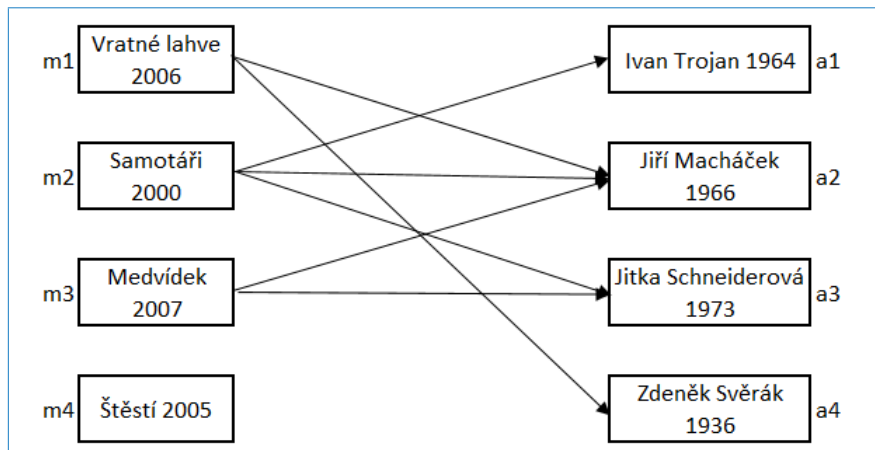 m1 Vratné lahve
2006
Ivan Trojan 1964 a1
m2 Samotáři
2000
Jiří Macháček
1966 a2
m3 Medvídek
2007
Jitka Schneiderová
1973 a3
m4 Štěstí 2005
Zdeněk Svěrák
1936 a4